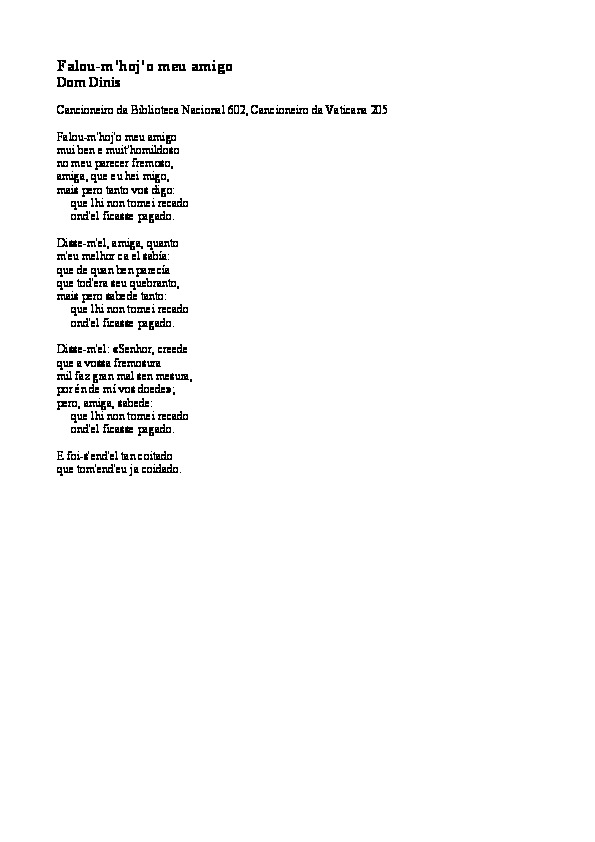 Falou-m'hoj'o meu amigo
Dom Dinis
Cancioneiro da Biblioteca Nacional 602, Cancioneiro da Vaticana 205
Falou-m'hoj'o meu amigo
mui ben e muit'homildoso
no meu parecer fremoso,
amiga, que eu hei migo,
mais pero tanto vos digo:
que lhi non tornei recado
ond'el ficasse pagado.
Disse-m'el, amiga, quanto
m'eu melhor ca el sabía:
que de quan ben parecía
que tod'era seu quebranto,
mais pero sabede tanto:
que lhi non tornei recado
ond'el ficasse pagado.
Disse-m'el: «Senhor, creede
que a vossa fremosura
mil faz gran mal sen mesura,
por én de mí vos doede»;
pero, amiga, sabede:
que lhi non tornei recado
ond'el ficasse pagado.
E foi-s'end'el tan coitado
que tom'end'eu ja coidado.